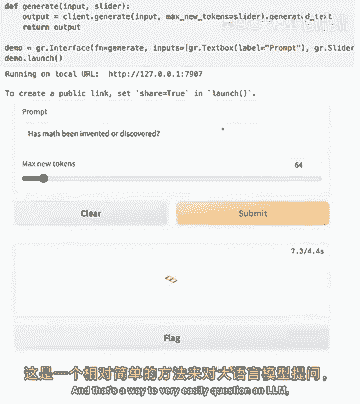 def generate(input, slider):
output = client.generate(input, max_new_tokens=slider).generated_text
return output
demo = gr.Interface(fn=generate, inputs=[gr.Textbox(label="Prompt"), gr.Slider
demo.launch()
Running on local URL: http://127.0.0.1:7907
To create a public link, set `share=True` in `launch()`.
Prompt
Has math been invented or discovered?
Max new tokens
64
Clear
Submit
2.3/4.4s
Flag
这是一个相对简单的方法来对大语言模型提问,
And that's a way to very easily question an LLM,